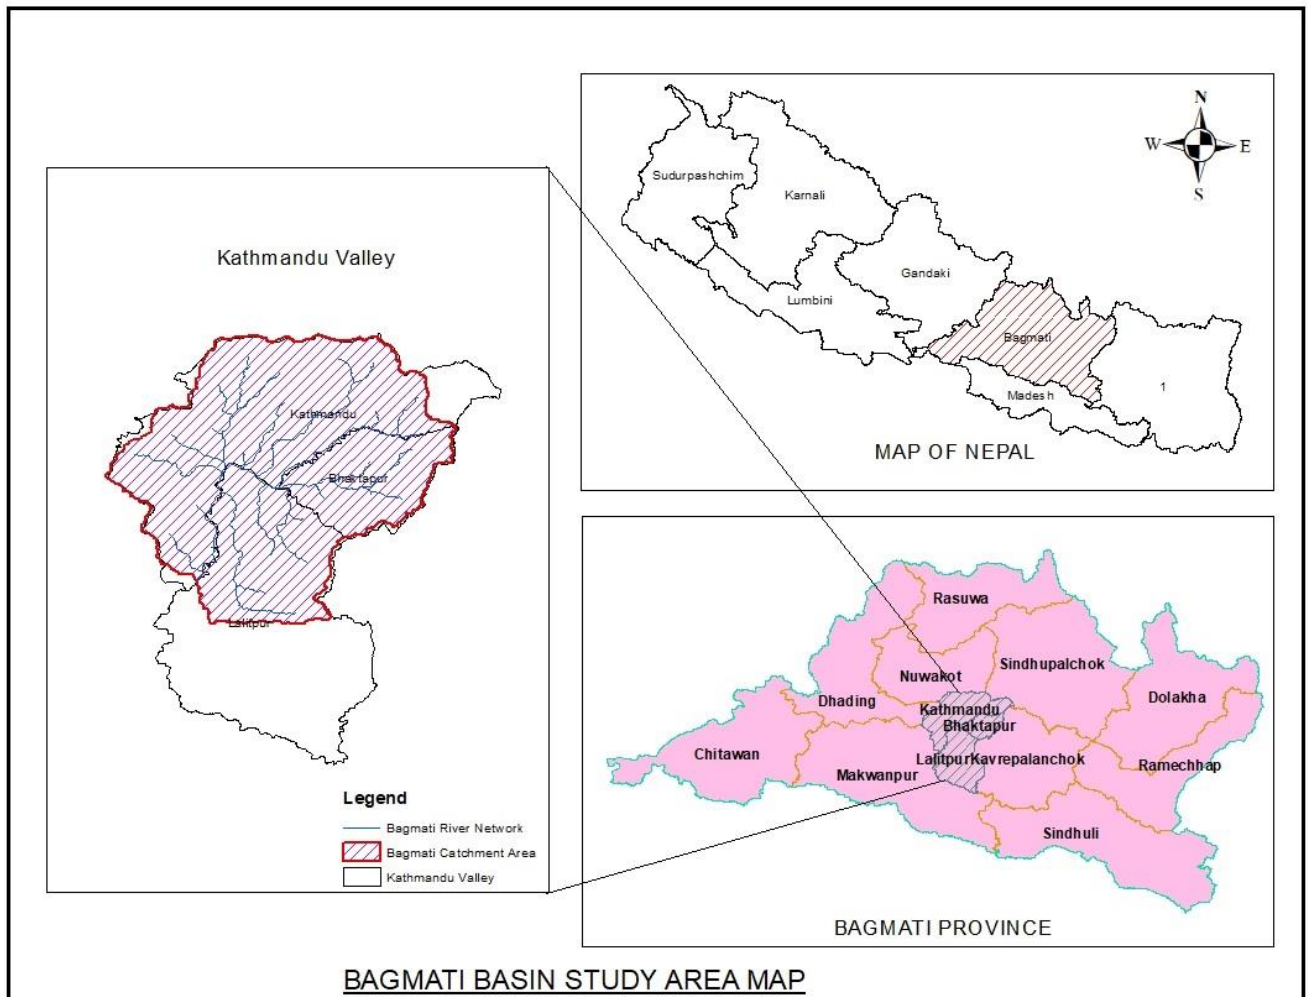 Kathmandu Valley
Kathmandu
Bhaktapur
Lalitpur
Legend
Bagmati River Network
Bagmati Catchment Area
Kathmandu Valley
N
W E
S
Sudurpashchim
Karnali
Gandaki
Lumbini
Bagmati
Madesh
1
MAP OF NEPAL
Rasuwa
Sindhupalchok
Nuwakot
Dolakha
Dhading
Kathmandu
Bhaktapur
Chitawan
Lalitpur
Kavrepalanchok
Ramechhap
Makwanpur
Sindhuli
BAGMATI PROVINCE
BAGMATI BASIN STUDY AREA MAP